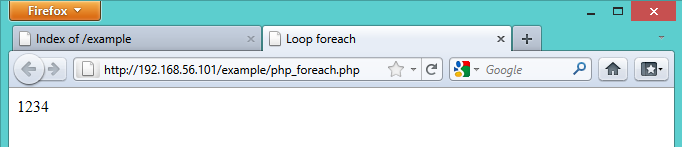 Firefox
Index of /example
Loop foreach
http://192.168.56.101/example/php_foreach.php
Google
1234